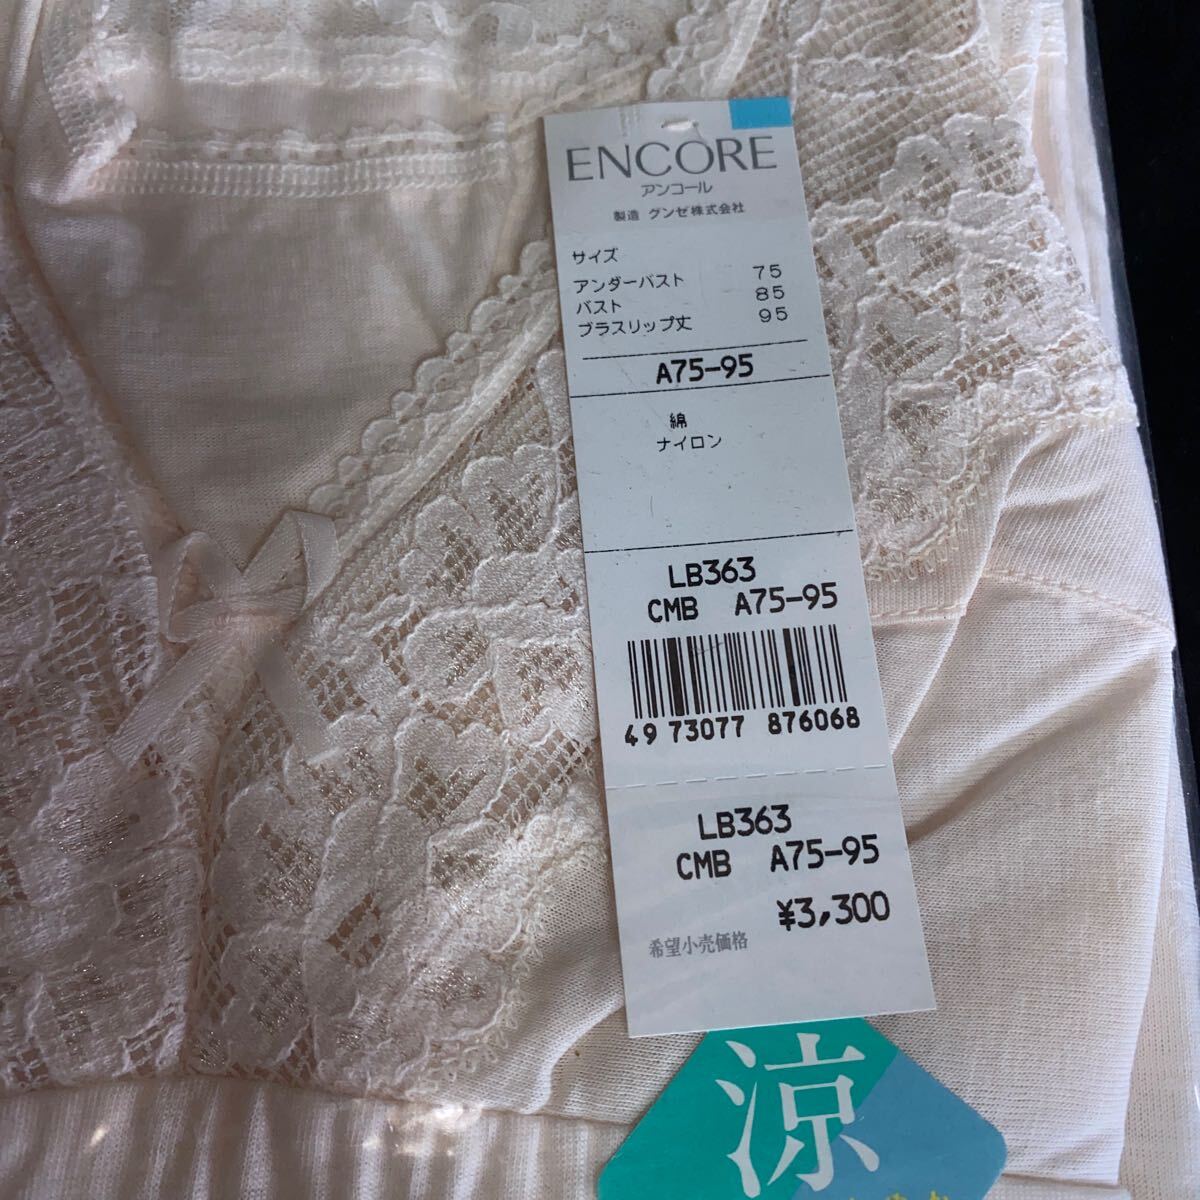 ENCORE
アンコール
製造 グンゼ株式会社
サイズ
アンダーバスト 75
バスト 85
ブラスリップ丈 95
A75-95
綿
ナイロン
LB363
CMB A75-95
49 73077 876068
LB363
CMB A75-95
¥3,300
希望小売価格
涼